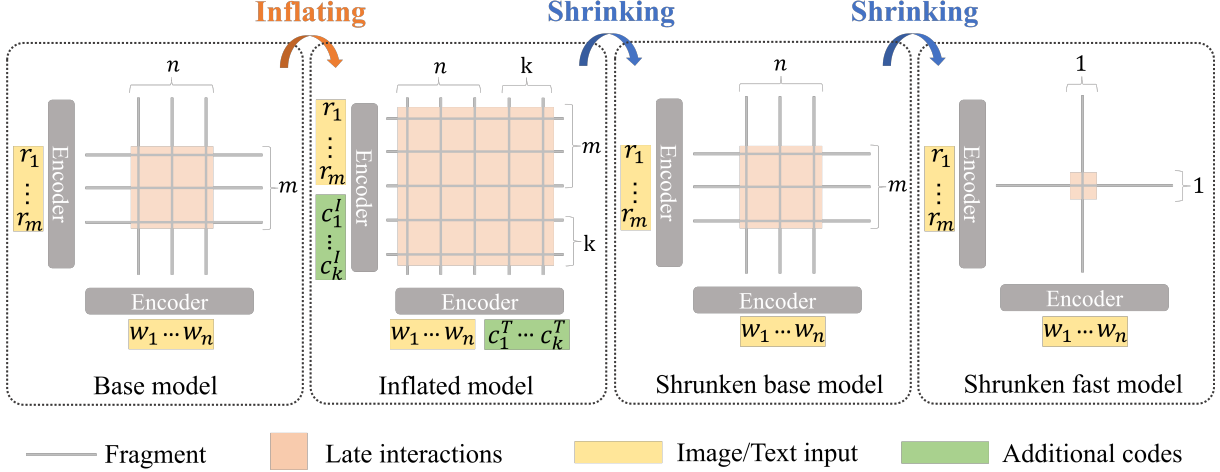 Inflating Shrinking Shrinking
n
m
r₁
⋮
rₘ
Encoder
Encoder
w₁ ⋯ wₙ
Base model
n
k
m
k
r₁
⋮
rₘ
c₁ᴵ
⋮
cₖᴵ
Encoder
Encoder
w₁ ⋯ wₙ
c₁ᵀ ⋯ cₖᵀ
Inflated model
n
m
r₁
⋮
rₘ
Encoder
Encoder
w₁ ⋯ wₙ
Shrunken base model
1
1
r₁
⋮
rₘ
Encoder
Encoder
w₁ ⋯ wₙ
Shrunken fast model
Fragment Late interactions Image/Text input Additional codes